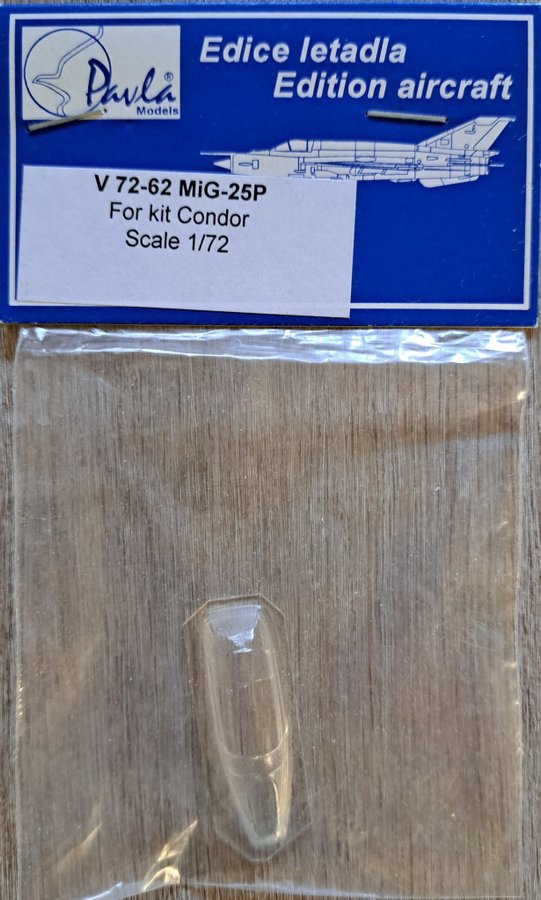 Pavla®
Models
Edice letadla
Edition aircraft
V 72-62 MiG-25P
For kit Condor
Scale 1/72